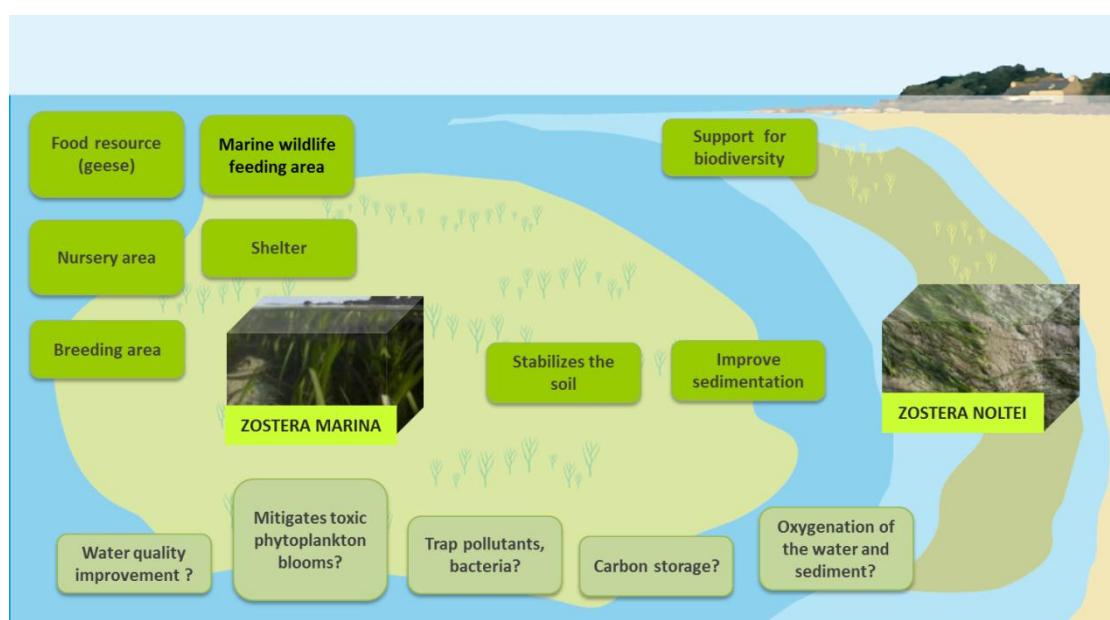 Food resource
(geese)
Marine wildlife
feeding area
Support for
biodiversity
Nursery area
Shelter
Breeding area
Stabilizes the
soil
Improve
sedimentation
ZOSTERA MARINA
ZOSTERA NOLTEI
Water quality
improvement ?
Mitigates toxic
phytoplankton
blooms?
Trap pollutants,
bacteria?
Carbon storage?
Oxygenation of
the water and
sediment?